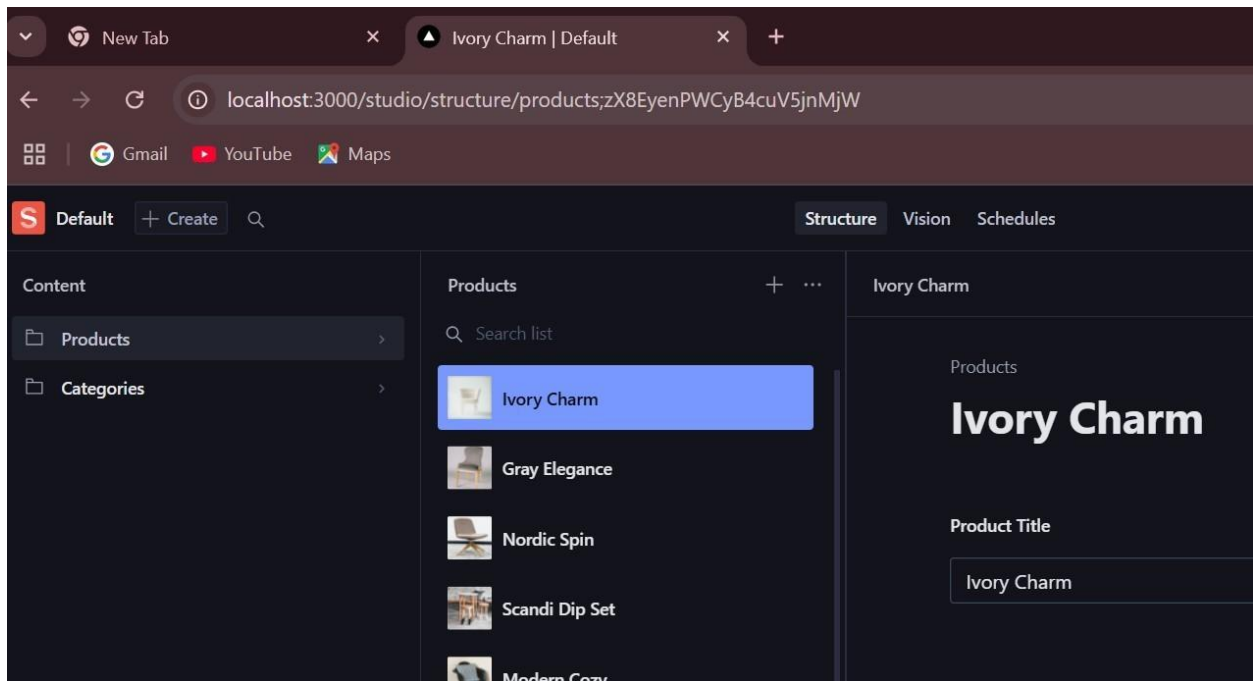 New Tab
Ivory Charm | Default
localhost:3000/studio/structure/products;zX8EyenPWCyB4cuV5jnMjW
Gmail YouTube Maps
S Default + Create Structure Vision Schedules
Content
Products
Categories
Products
Search list
Ivory Charm
Gray Elegance
Nordic Spin
Scandi Dip Set
Modern Cozy
Ivory Charm
Products
Ivory Charm
Product Title
Ivory Charm